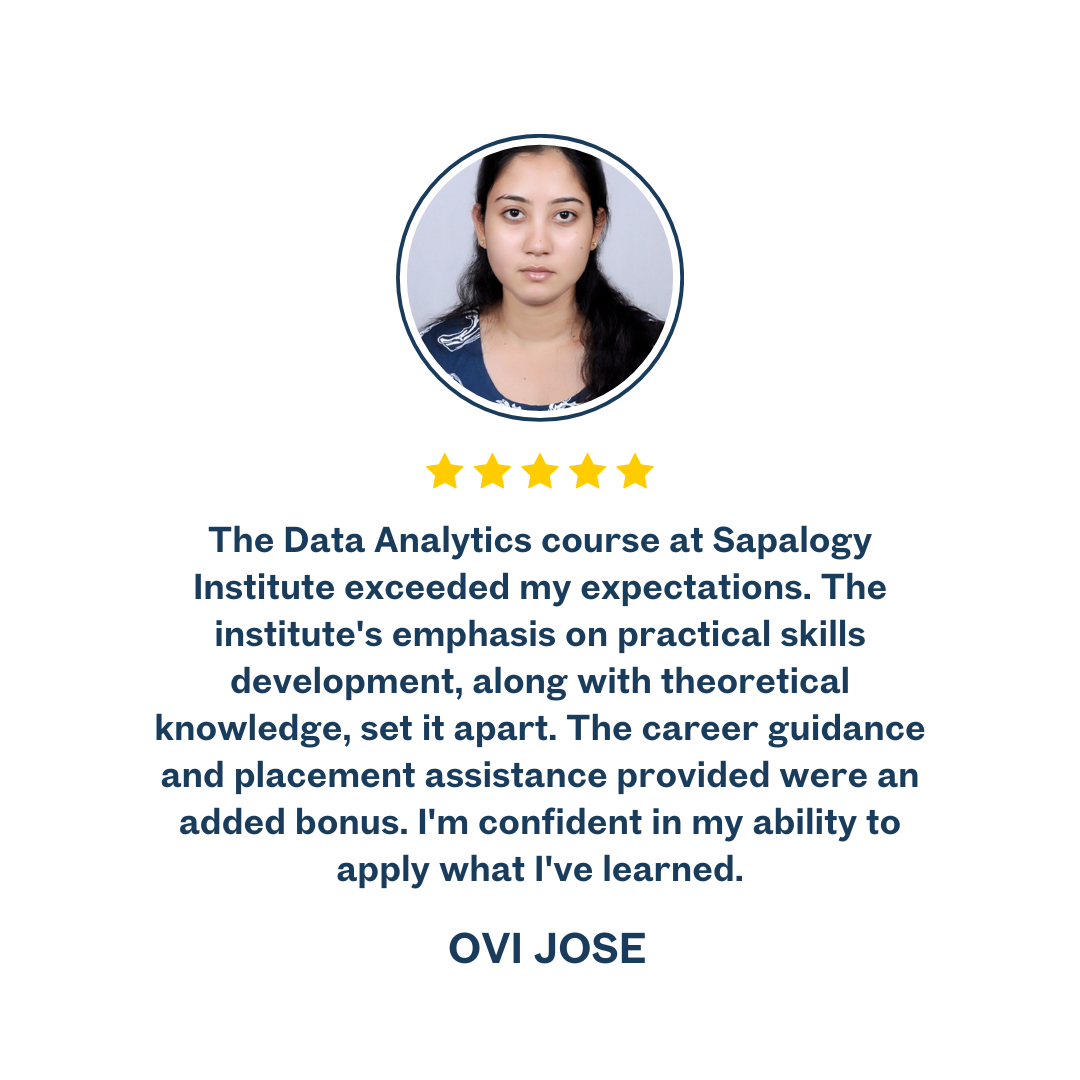 The Data Analytics course at Sapalogy
Institute exceeded my expectations. The
institute's emphasis on practical skills
development, along with theoretical
knowledge, set it apart. The career guidance
and placement assistance provided were an
added bonus. I'm confident in my ability to
apply what I've learned.
OVI JOSE